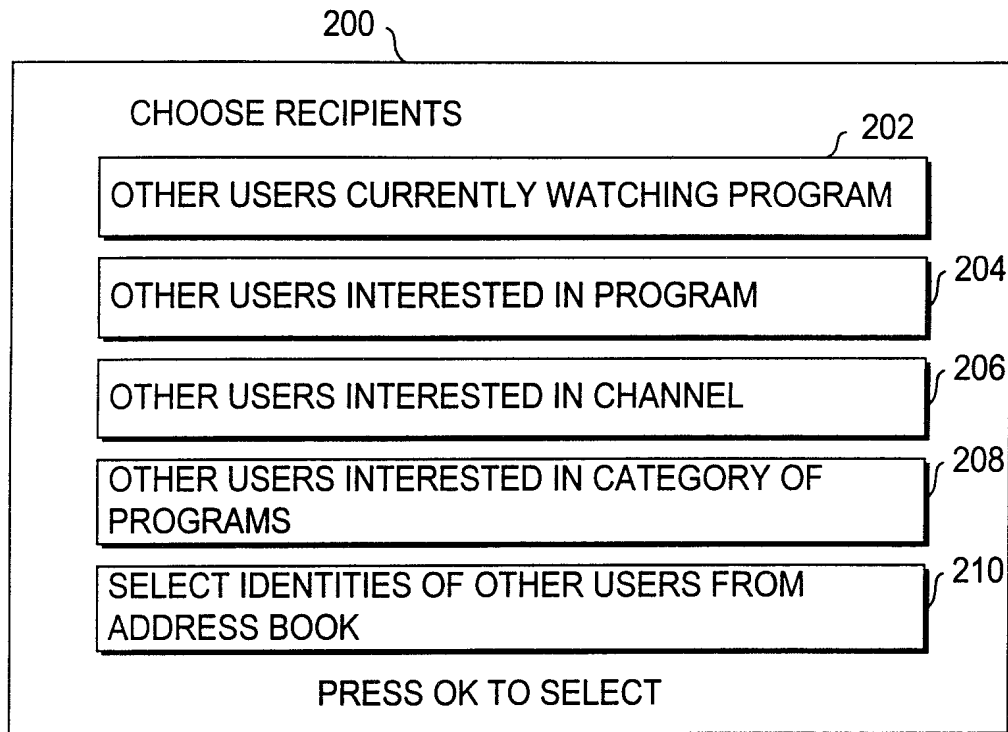 200
CHOOSE RECIPIENTS
202
OTHER USERS CURRENTLY WATCHING PROGRAM
204
OTHER USERS INTERESTED IN PROGRAM
206
OTHER USERS INTERESTED IN CHANNEL
208
OTHER USERS INTERESTED IN CATEGORY OF
PROGRAMS
210
SELECT IDENTITIES OF OTHER USERS FROM
ADDRESS BOOK
PRESS OK TO SELECT